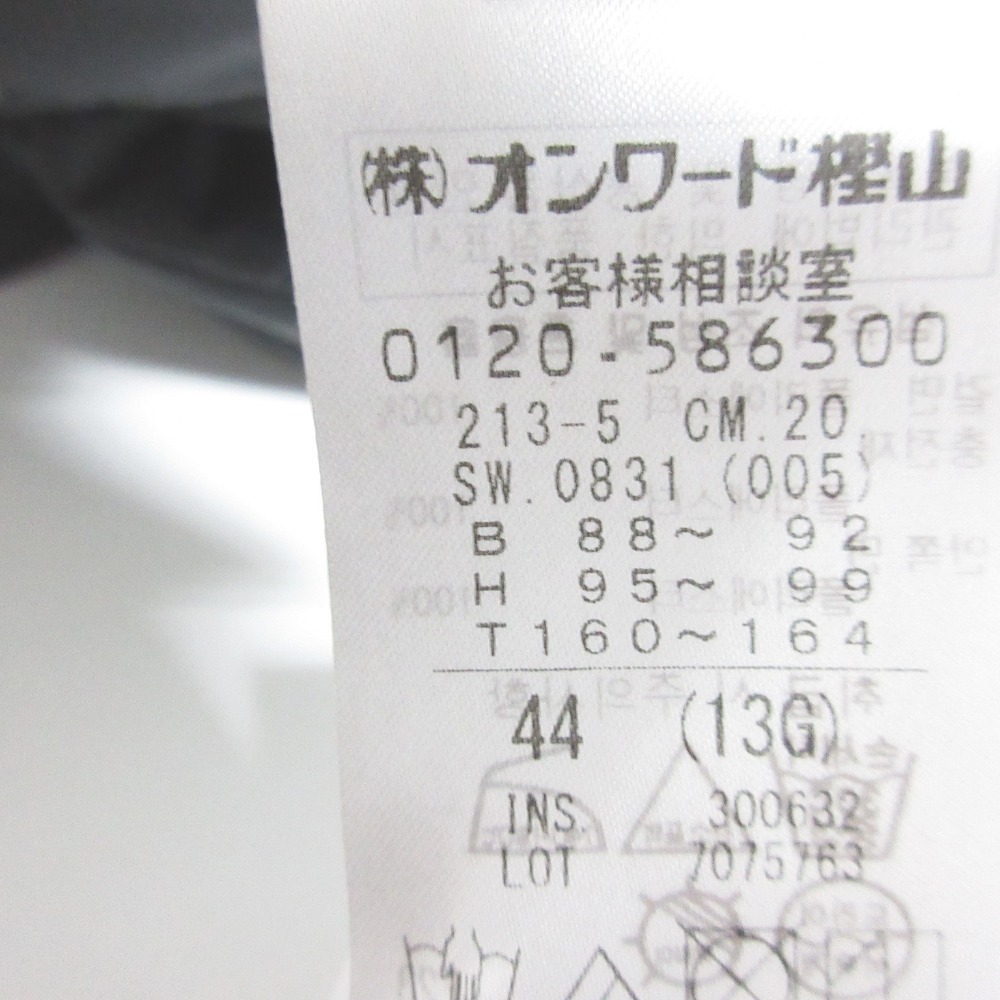 (株)オンワード樫山
お客様相談室
0120-586300
213-5 CM.20
SW.0831 (005)
B 88~ 92
H 95~ 99
T160~164
44 (13G)
INS. 300632
LOT 7075763